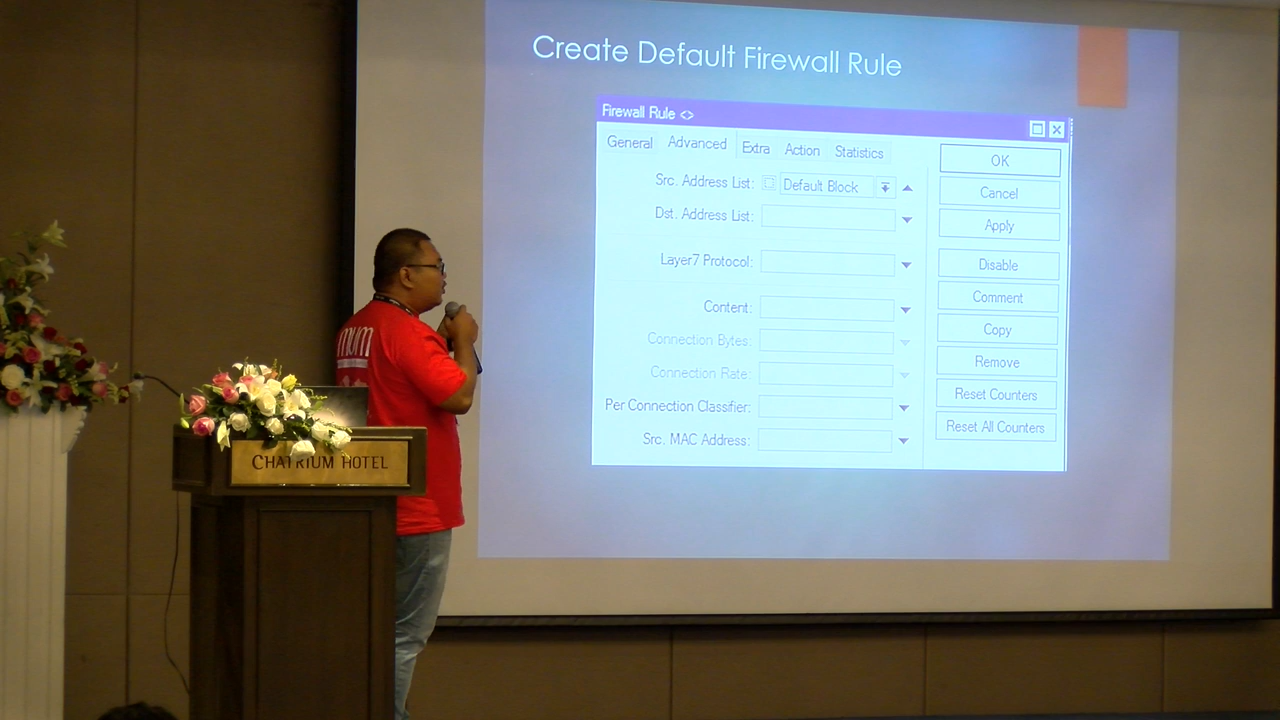 Create Default Firewall Rule
Firewall Rule <>
General Advanced Extra Action Statistics
Src. Address List: Default Block
Dst. Address List:
Layer7 Protocol:
Content:
Connection Bytes:
Connection Rate:
Per Connection Classifier:
Src. MAC Address:
OK
Cancel
Apply
Disable
Comment
Copy
Remove
Reset Counters
Reset All Counters
mum
CHATRIUM HOTEL